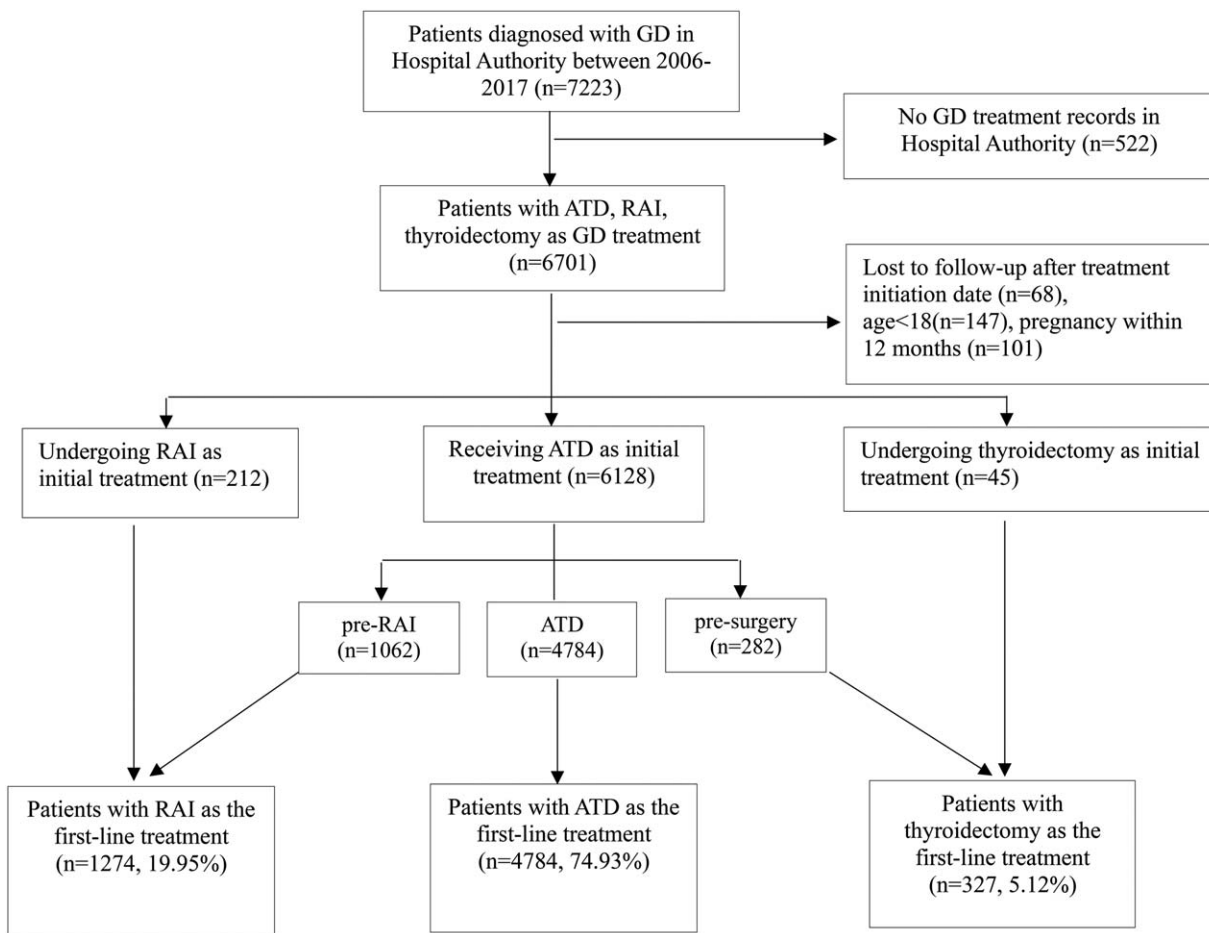 Patients diagnosed with GD in
Hospital Authority between 2006-
2017 (n=7223)
No GD treatment records in
Hospital Authority (n=522)
Patients with ATD, RAI,
thyroidectomy as GD treatment
(n=6701)
Lost to follow-up after treatment
initiation date (n=68),
age<18(n=147), pregnancy within
12 months (n=101)
Undergoing RAI as
initial treatment (n=212)
Receiving ATD as initial
treatment (n=6128)
Undergoing thyroidectomy as initial
treatment (n=45)
pre-RAI
(n=1062)
ATD
(n=4784)
pre-surgery
(n=282)
Patients with RAI as the
first-line treatment
(n=1274, 19.95%)
Patients with ATD as the
first-line treatment
(n=4784, 74.93%)
Patients with
thyroidectomy as the
first-line treatment
(n=327, 5.12%)